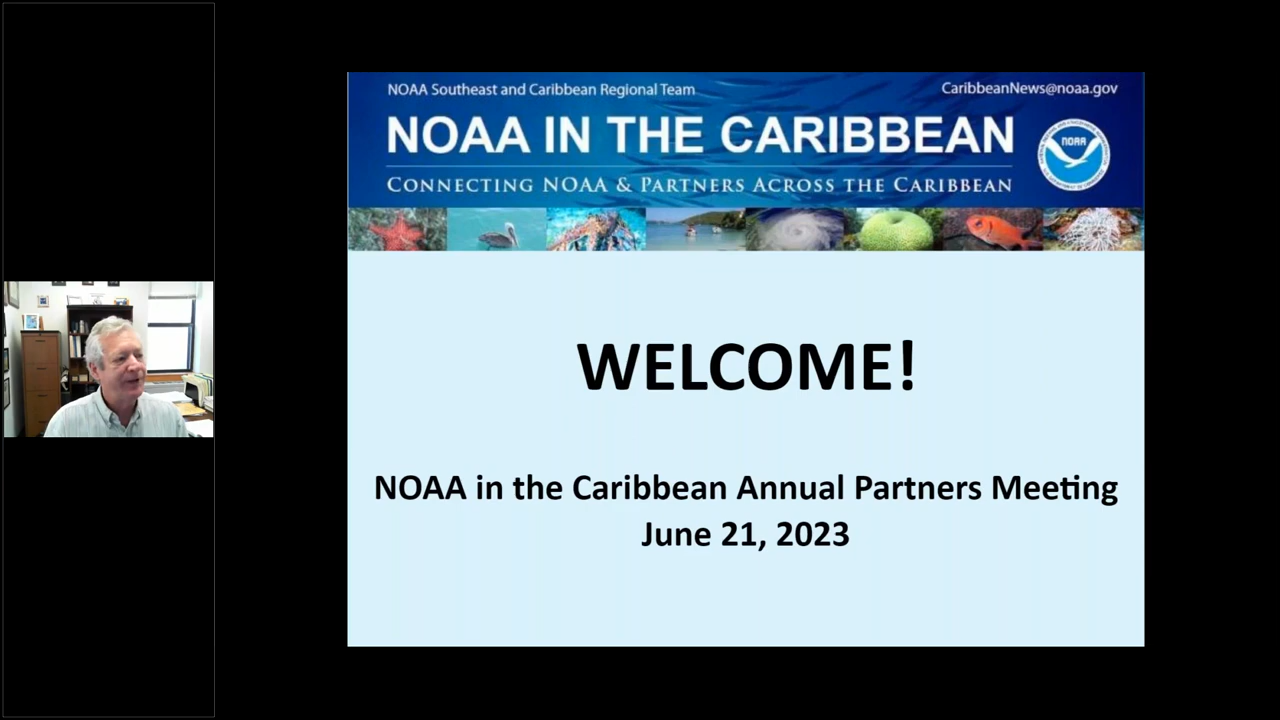 NOAA Southeast and Caribbean Regional Team
CaribbeanNews@noaa.gov
NOAA IN THE CARIBBEAN
NOAA
CONNECTING NOAA & PARTNERS ACROSS THE CARIBBEAN
WELCOME!
NOAA in the Caribbean Annual Partners Meeting
June 21, 2023